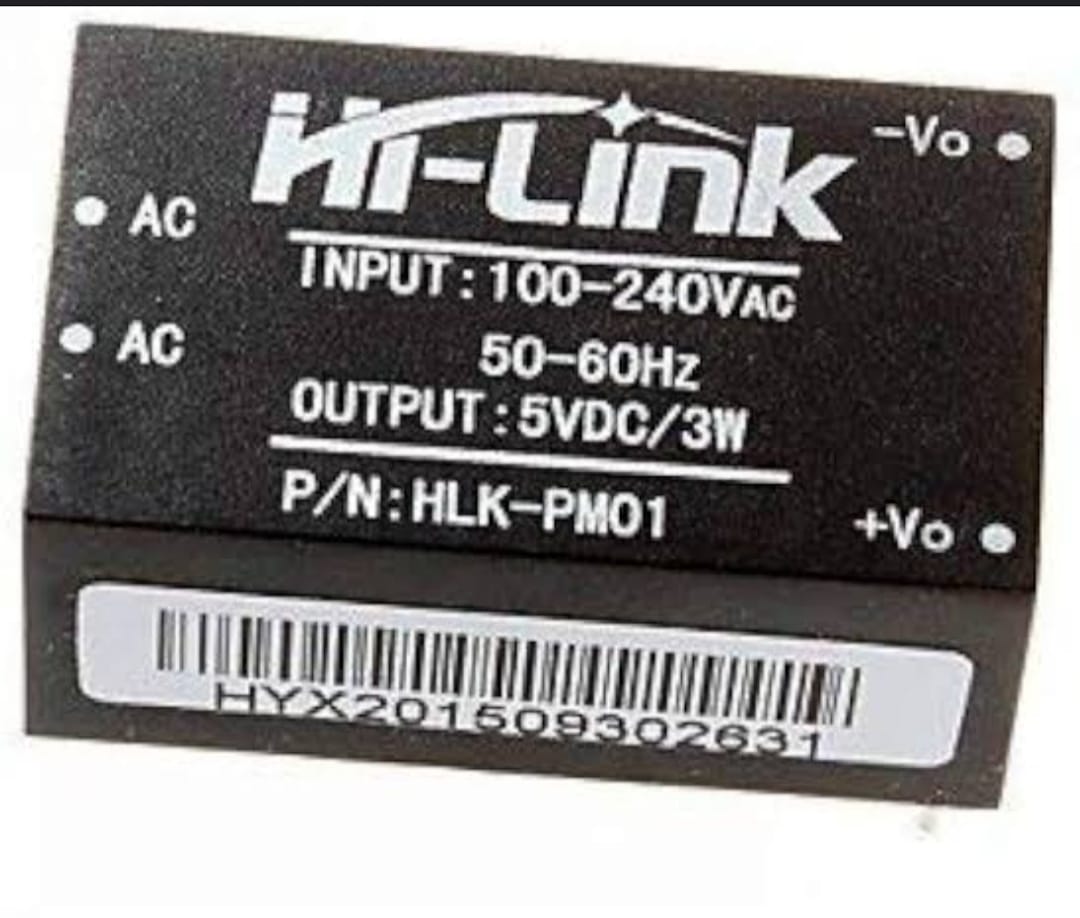 Hi-Link
-Vo
AC
INPUT:100-240VAC
AC
50-60Hz
OUTPUT:5VDC/3W
P/N:HLK-PM01
+Vo
HYX201509302631